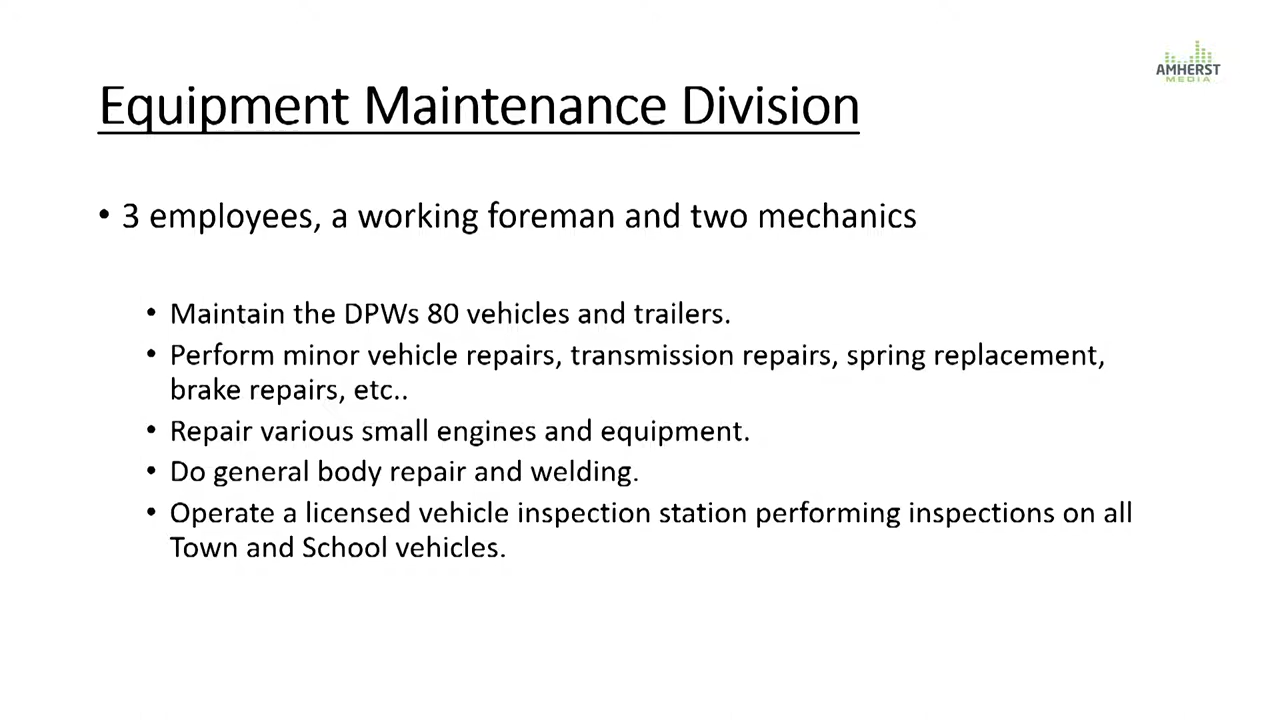 AMHERST
MEDIA
Equipment Maintenance Division
• 3 employees, a working foreman and two mechanics
• Maintain the DPWs 80 vehicles and trailers.
• Perform minor vehicle repairs, transmission repairs, spring replacement,
brake repairs, etc..
• Repair various small engines and equipment.
• Do general body repair and welding.
• Operate a licensed vehicle inspection station performing inspections on all
Town and School vehicles.